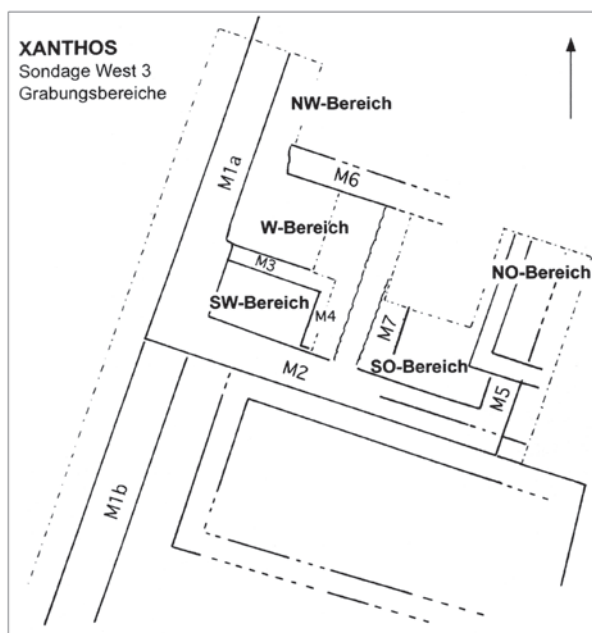 XANTHOS
Sondage West 3
Grabungsbereiche
NW-Bereich
M1a
M6
W-Bereich
M3
NO-Bereich
SW-Bereich
M4
M7
SO-Bereich
M2
M5
M1b